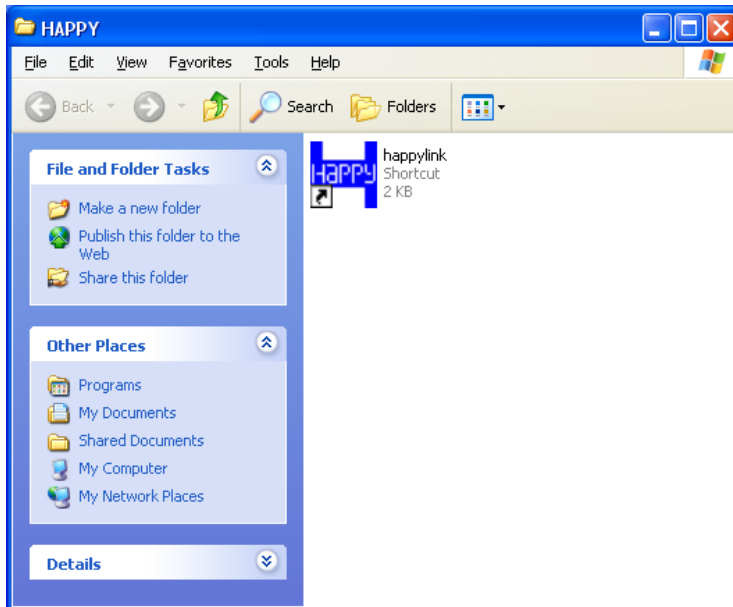 HAPPY
File Edit View Favorites Tools Help
Back Search Folders
File and Folder Tasks
Make a new folder
Publish this folder to the
Web
Share this folder
Other Places
Programs
My Documents
Shared Documents
My Computer
My Network Places
Details
HaPPY
happylink
Shortcut
2 KB